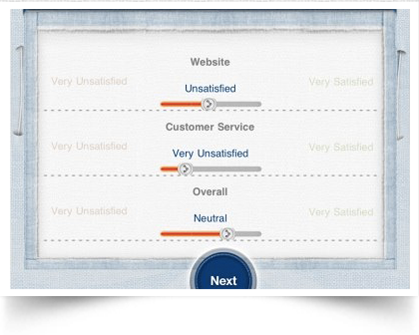 Website
Very Unsatisfied
Very Satisfied
Unsatisfied
Customer Service
Very Unsatisfied
Very Satisfied
Very Unsatisfied
Overall
Very Unsatisfied
Very Satisfied
Neutral
Next